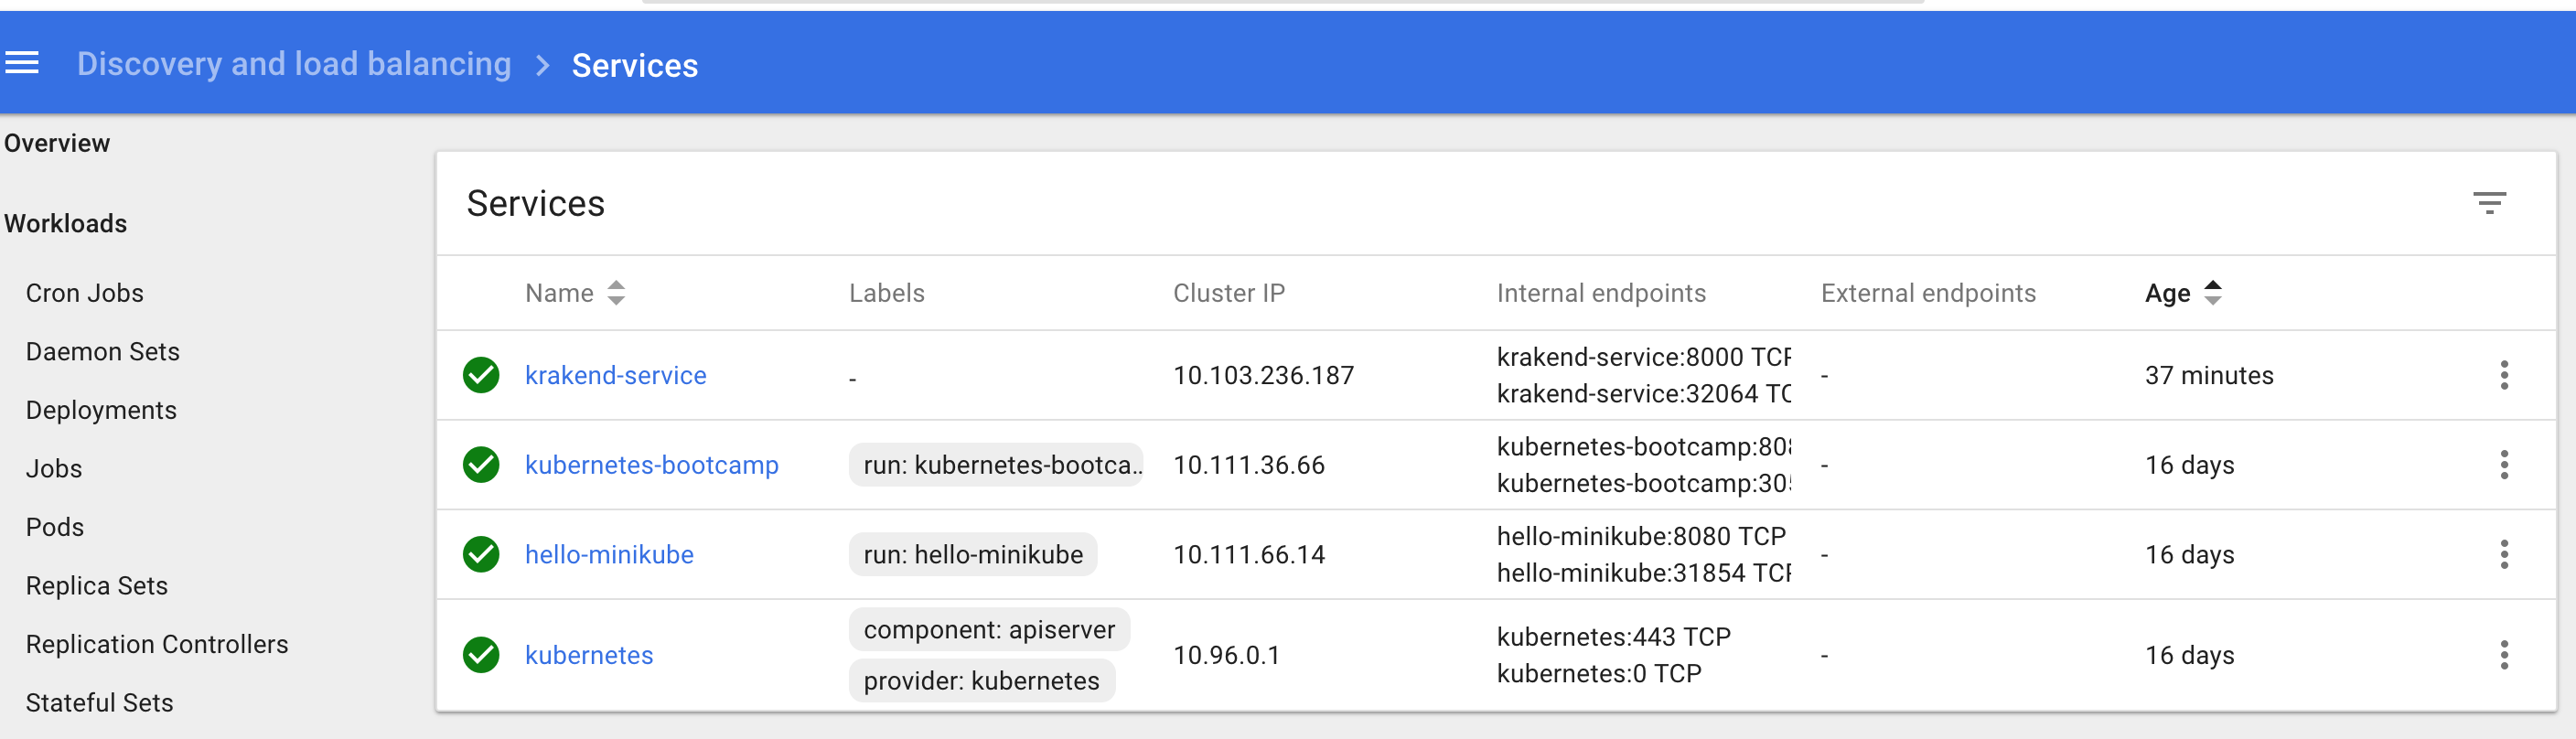 Discovery and load balancing > Services
Overview
Workloads
Cron Jobs
Daemon Sets
Deployments
Jobs
Pods
Replica Sets
Replication Controllers
Stateful Sets
Services
Name Labels Cluster IP Internal endpoints External endpoints Age
krakend-service - 10.103.236.187 krakend-service:8000 TCP - 37 minutes
krakend-service:32064 TC
kubernetes-bootcamp run: kubernetes-bootca.. 10.111.36.66 kubernetes-bootcamp:808 - 16 days
kubernetes-bootcamp:305
hello-minikube run: hello-minikube 10.111.66.14 hello-minikube:8080 TCP - 16 days
hello-minikube:31854 TCP
kubernetes component: apiserver provider: kubernetes 10.96.0.1 kubernetes:443 TCP - 16 days
kubernetes:0 TCP